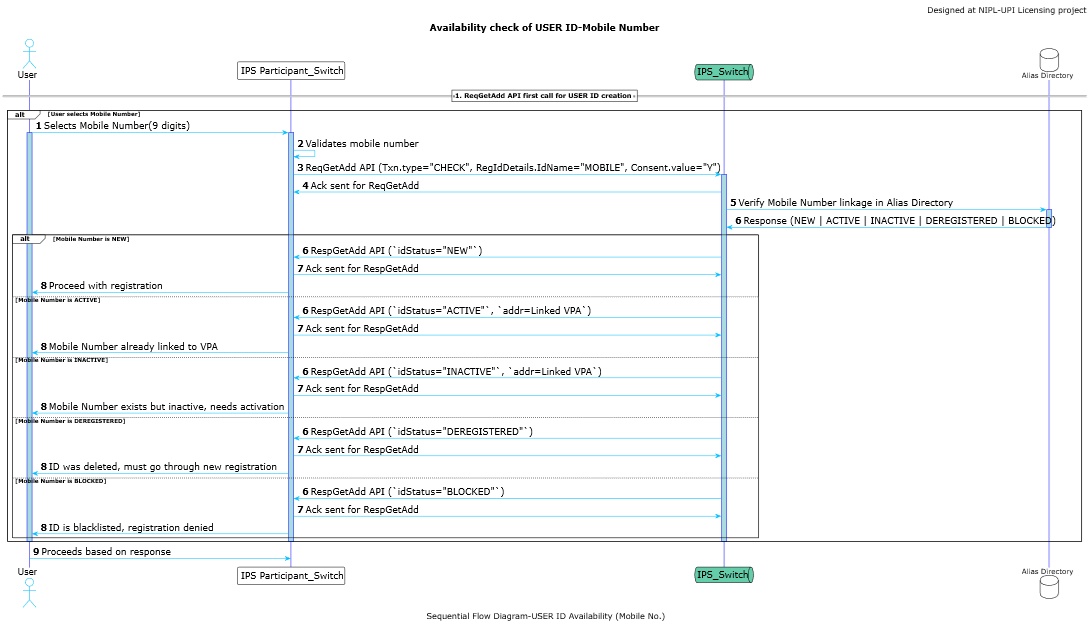 Designed at NIPL-UPI Licensing project
Availability check of USER ID-Mobile Number
User
IPS Participant_Switch
IPS_Switch
Alias Directory
1. ReqGetAdd API first call for USER ID creation
alt [User selects Mobile Number]
1 Selects Mobile Number(9 digits)
2 Validates mobile number
3 ReqGetAdd API (Txn.type="CHECK", RegIdDetails.IdName="MOBILE", Consent.value="Y")
4 Ack sent for ReqGetAdd
5 Verify Mobile Number linkage in Alias Directory
6 Response (NEW | ACTIVE | INACTIVE | DEREGISTERED | BLOCKED)
alt [Mobile Number is NEW]
6 RespGetAdd API (`idStatus="NEW"`)
7 Ack sent for RespGetAdd
8 Proceed with registration
[Mobile Number is ACTIVE]
6 RespGetAdd API (`idStatus="ACTIVE"`, `addr=Linked VPA`)
7 Ack sent for RespGetAdd
8 Mobile Number already linked to VPA
[Mobile Number is INACTIVE]
6 RespGetAdd API (`idStatus="INACTIVE"`, `addr=Linked VPA`)
7 Ack sent for RespGetAdd
8 Mobile Number exists but inactive, needs activation
[Mobile Number is DEREGISTERED]
6 RespGetAdd API (`idStatus="DEREGISTERED"`)
7 Ack sent for RespGetAdd
8 ID was deleted, must go through new registration
[Mobile Number is BLOCKED]
6 RespGetAdd API (`idStatus="BLOCKED"`)
7 Ack sent for RespGetAdd
8 ID is blacklisted, registration denied
9 Proceeds based on response
User
IPS Participant_Switch
IPS_Switch
Alias Directory
Sequential Flow Diagram-USER ID Availability (Mobile No.)